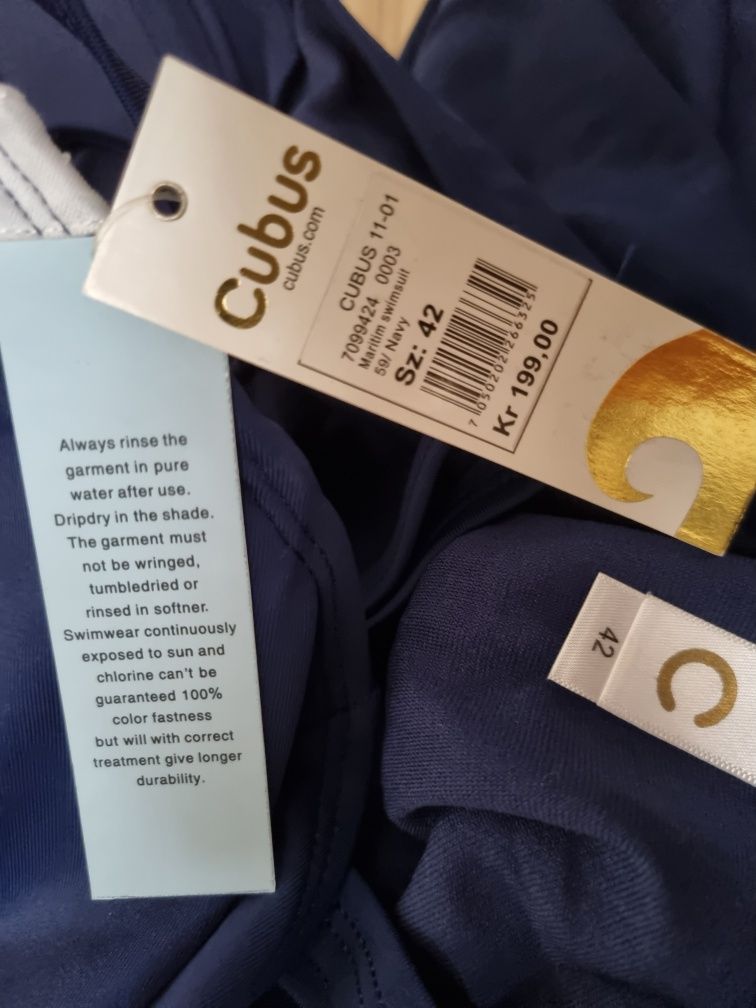 Cubus
cubus.com
CUBUS 11-01
7099424 0003
Maritim swimsuit
59/ Navy
Sz: 42
7 050202 266325
Kr 199,00
Always rinse the
garment in pure
water after use.
Dripdry in the shade.
The garment must
not be wringed,
tumbledried or
rinsed in softner.
Swimwear continuously
exposed to sun and
chlorine can't be
guaranteed 100%
color fastness
but will with correct
treatment give longer
durability.
42
C